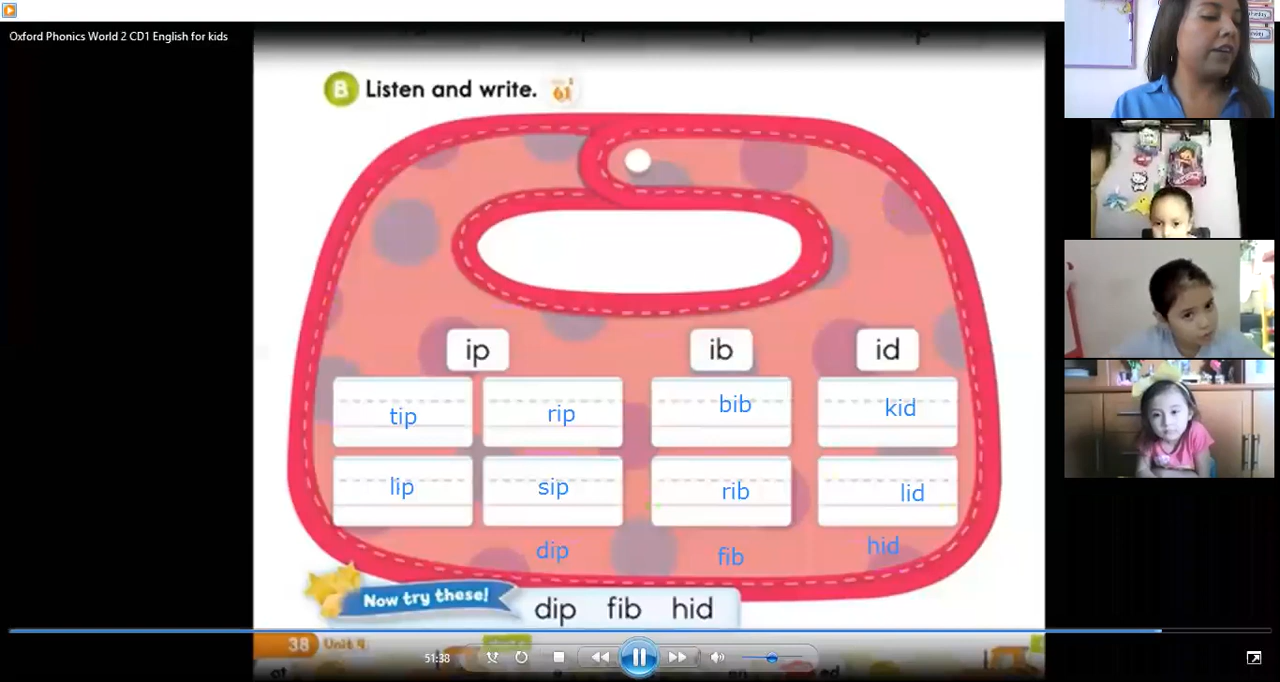 Oxford Phonics World 2 CD1 English for kids
B Listen and write. 61
ip ib id
tip rip bib kid
lip sip rib lid
dip fib hid
Now try these! dip fib hid
38 Unit 4
51:38